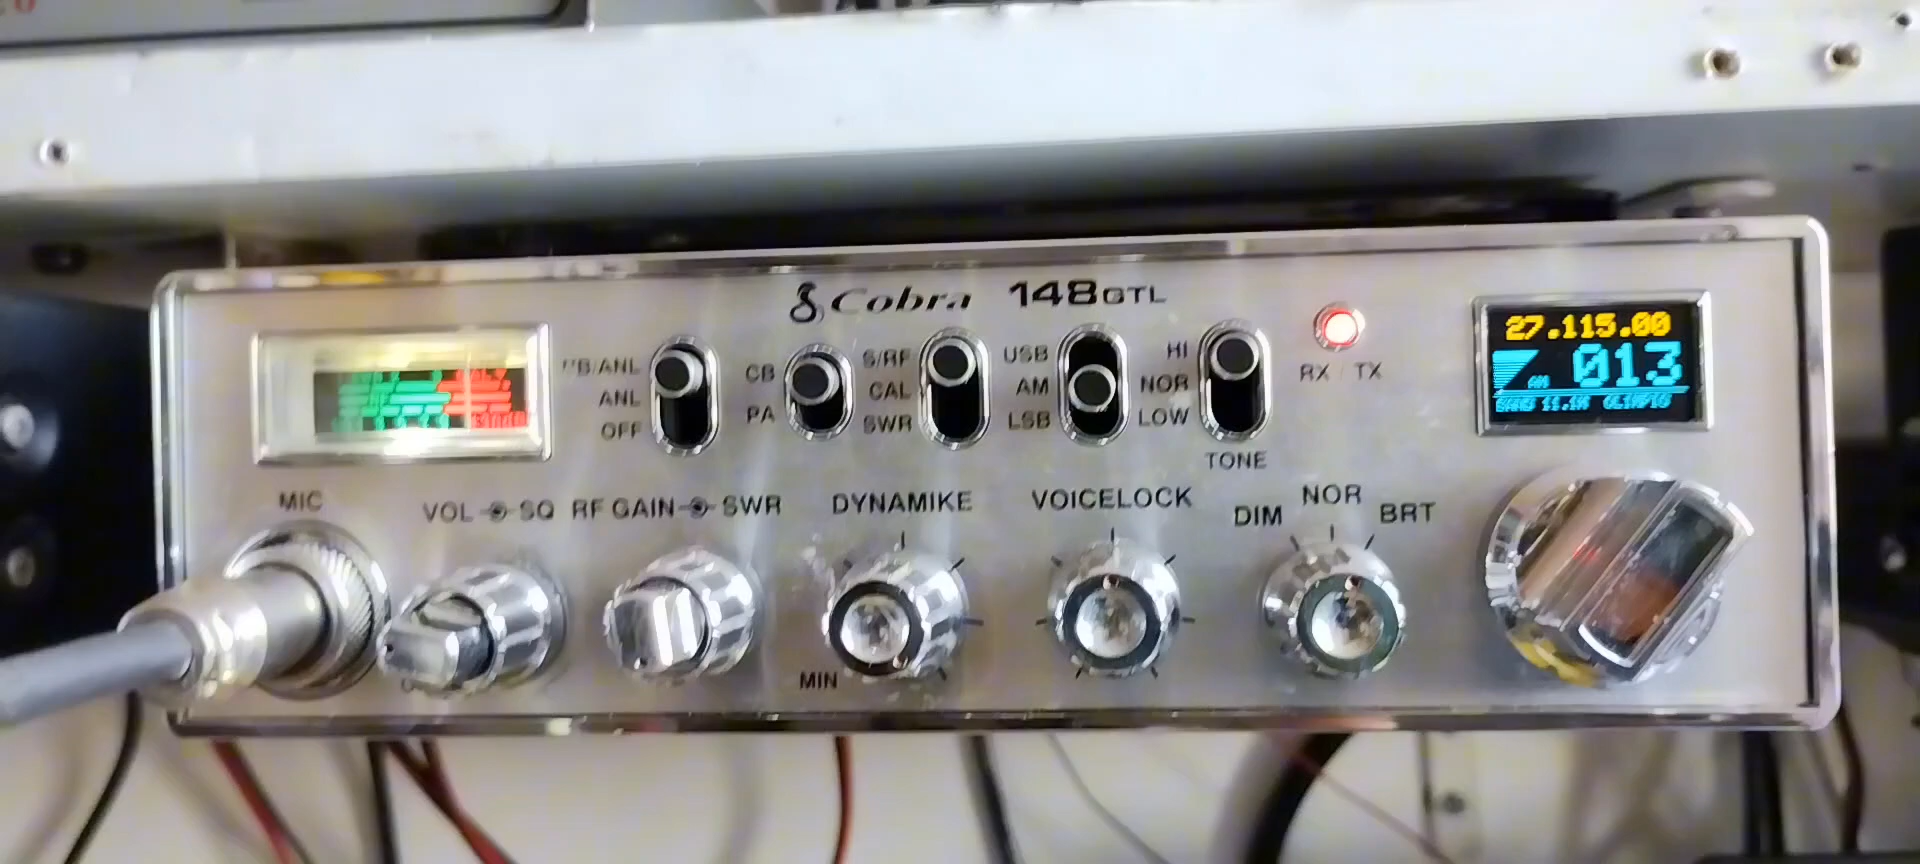 Cobra 148GTL
27.115.00
AM 013
NB/ANL
ANL
OFF
CB
PA
S/RF
CAL
SWR
USB
AM
LSB
HI
NOR
LOW
TONE
RX / TX
MIC
VOL SQ
RF GAIN SWR
DYNAMIKE
MIN
VOICELOCK
DIM NOR BRT